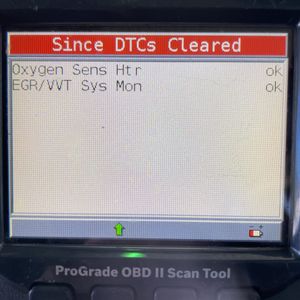 Since DTCs Cleared
Oxygen Sens Htr ok
EGR/VVT Sys Mon ok
- +
ProGrade OBD II Scan Tool